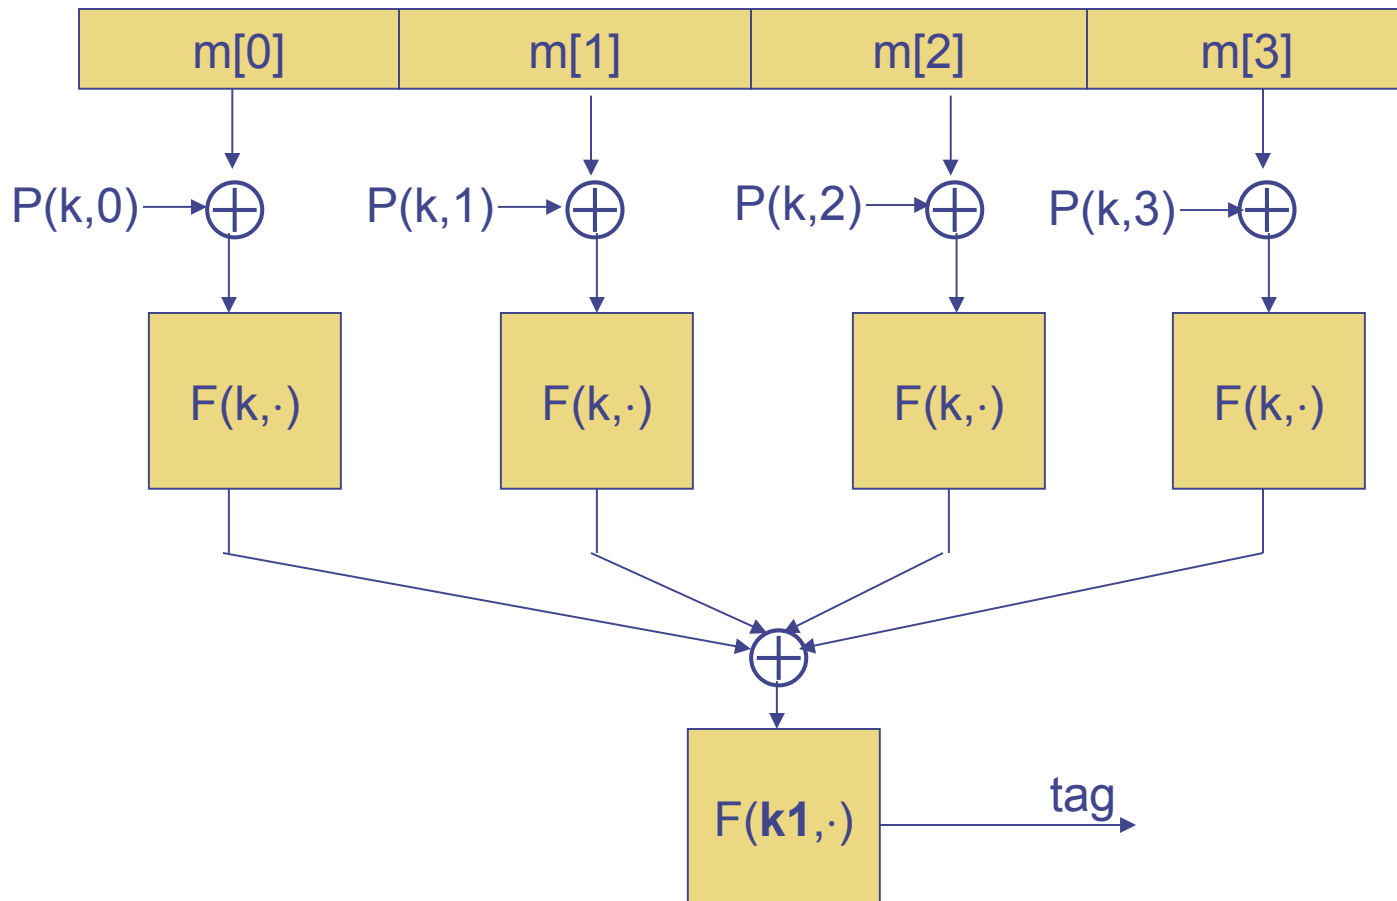 m[0] m[1] m[2] m[3]
P(k,0) P(k,1) P(k,2) P(k,3)
F(k,·) F(k,·) F(k,·) F(k,·)
tag
F(k1,·)